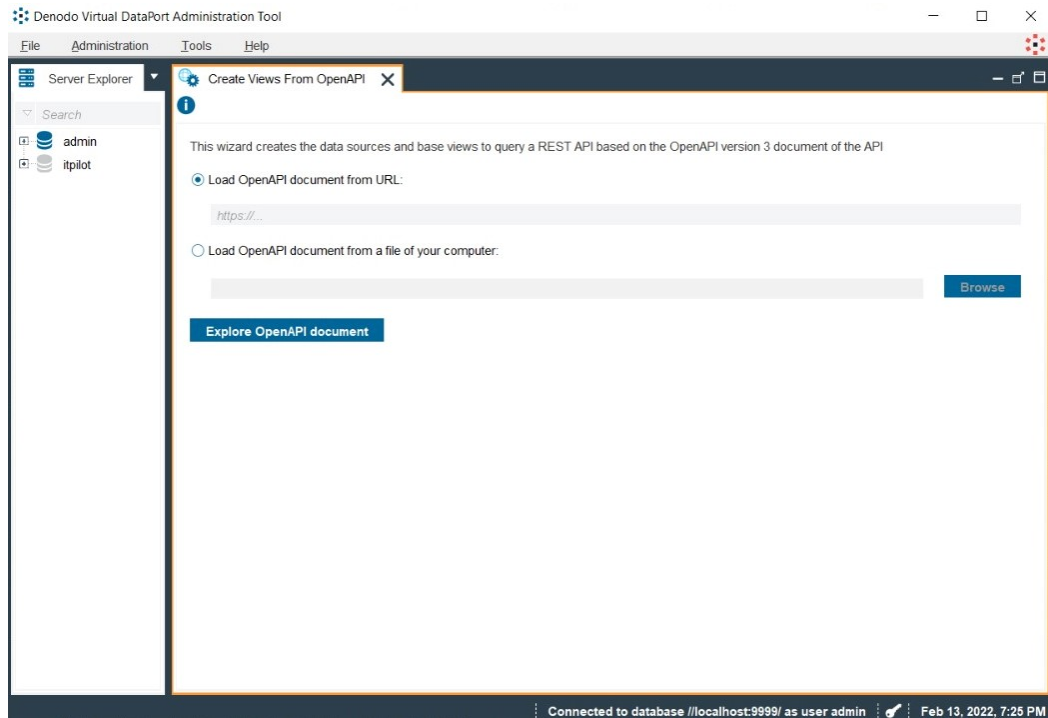 Denodo Virtual DataPort Administration Tool
File Administration Tools Help
Server Explorer
Search
admin
itpilot
Create Views From OpenAPI
This wizard creates the data sources and base views to query a REST API based on the OpenAPI version 3 document of the API
Load OpenAPI document from URL:
https://...
Load OpenAPI document from a file of your computer:
Browse
Explore OpenAPI document
Connected to database //localhost:9999/ as user admin Feb 13, 2022, 7:25 PM